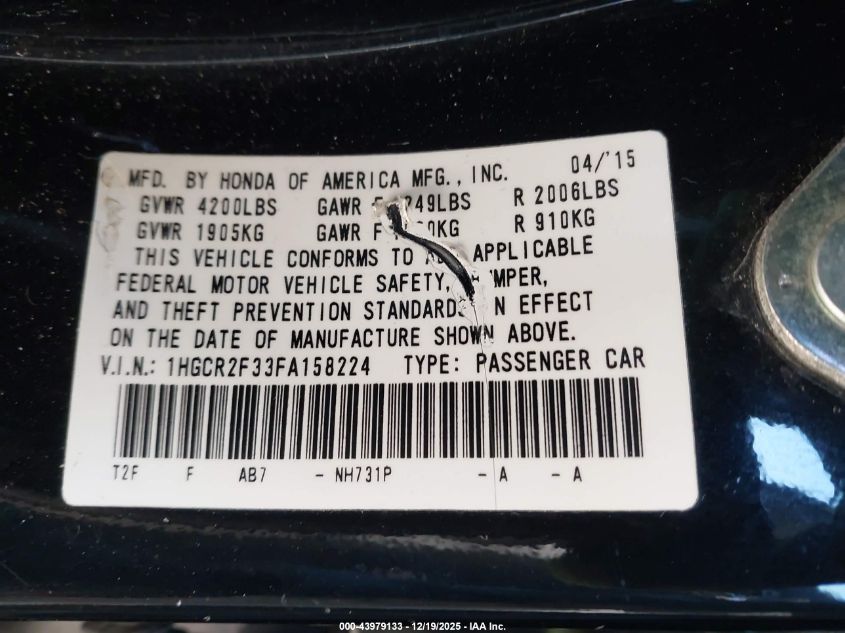 MFD. BY HONDA OF AMERICA MFG., INC. 04/'15
GVWR 4200LBS GAWR 749LBS R 2006LBS
GVWR 1905KG GAWR F 0KG R 910KG
THIS VEHICLE CONFORMS TO APPLICABLE
FEDERAL MOTOR VEHICLE SAFETY, MPER,
AND THEFT PREVENTION STANDARDS N EFFECT
ON THE DATE OF MANUFACTURE SHOWN ABOVE.
V.I.N.: 1HGCR2F33FA158224 TYPE: PASSENGER CAR
T2F F AB7 - NH731P - A - A
000-43979133 - 12/19/2025 - IAA Inc.